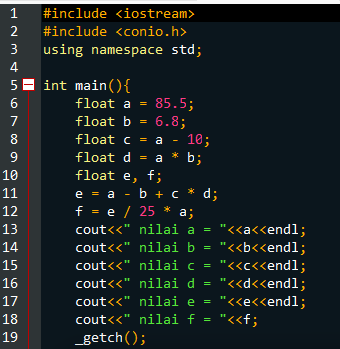 1 #include <iostream>
2 #include <conio.h>
3 using namespace std;
4
5 int main(){
6 float a = 85.5;
7 float b = 6.8;
8 float c = a - 10;
9 float d = a * b;
10 float e, f;
11 e = a - b + c * d;
12 f = e / 25 * a;
13 cout<<" nilai a = "<<a<<endl;
14 cout<<" nilai b = "<<b<<endl;
15 cout<<" nilai c = "<<c<<endl;
16 cout<<" nilai d = "<<d<<endl;
17 cout<<" nilai e = "<<e<<endl;
18 cout<<" nilai f = "<<f;
19 _getch();